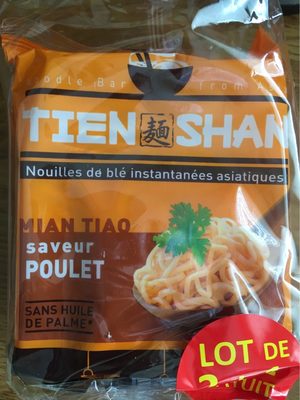 Noodle Bar from
TIEN 麺 SHAN
Nouilles de blé instantanées asiatiques
MIAN TIAO
saveur
POULET
SANS HUILE
DE PALME*
LOT DE